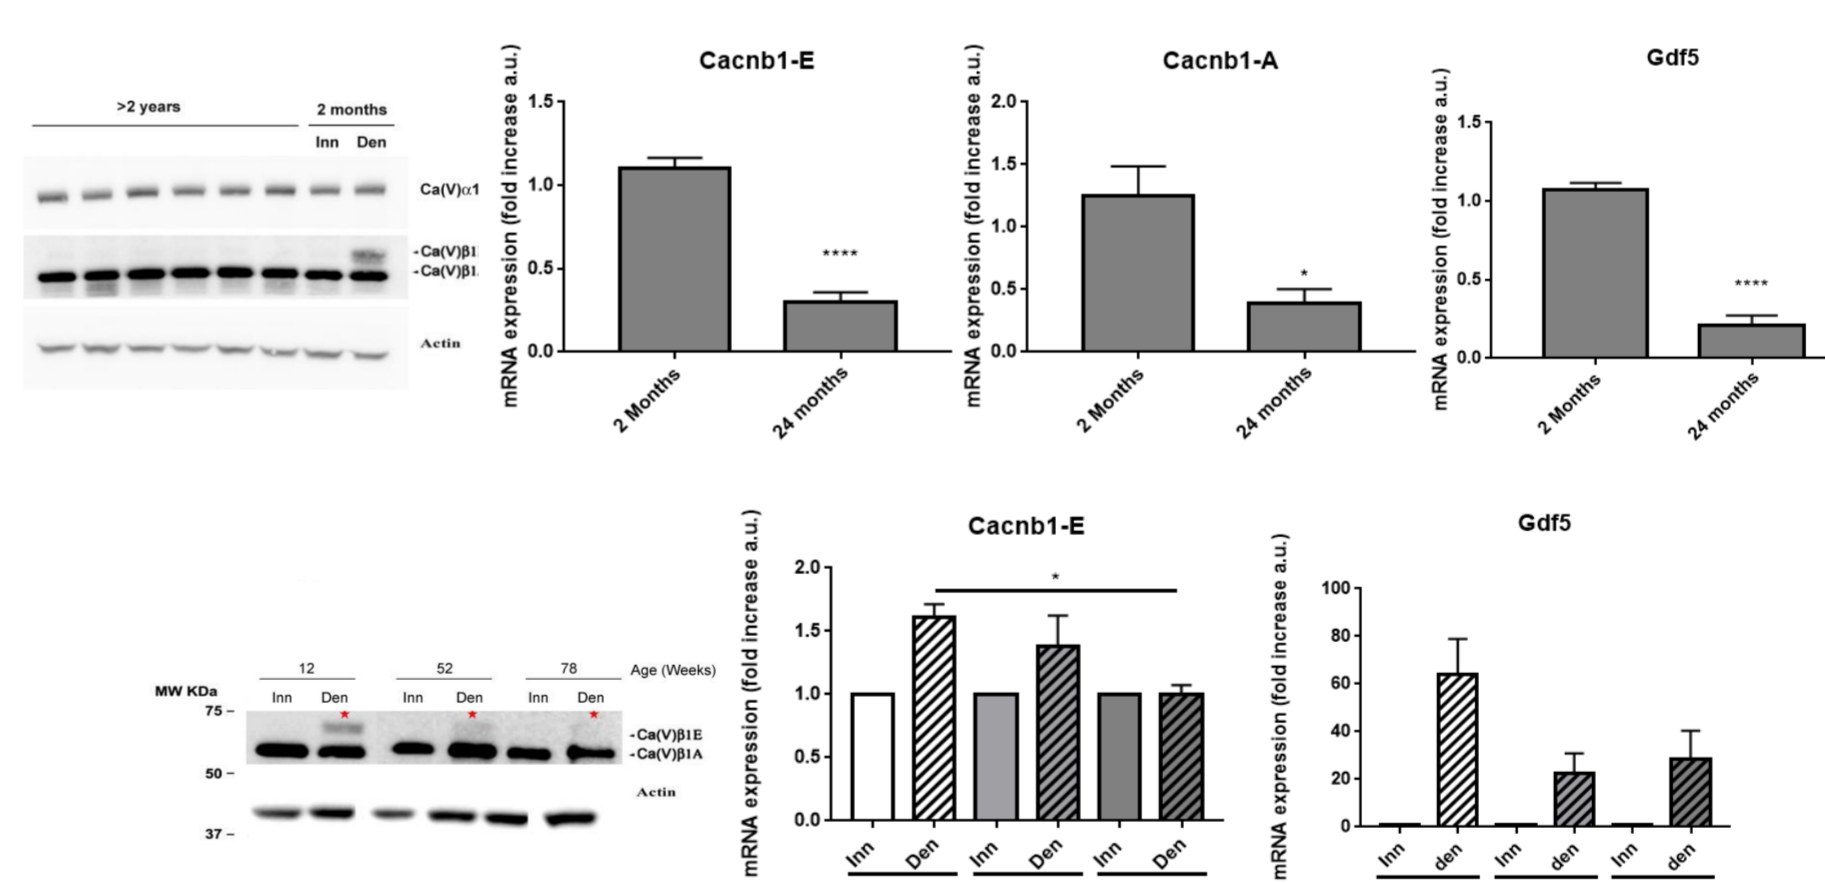 >2 years
2 months
Inn Den
Ca(V)α1
-Ca(V)β1
-Ca(V)β1
Actin
Cacnb1-E
mRNA expression (fold increase a.u.)
1.5
1.0
0.5
0.0
****
2 Months
24 months
Cacnb1-A
mRNA expression (fold increase a.u.)
2.0
1.5
1.0
0.5
0.0
*
2 Months
24 months
Gdf5
mRNA expression (fold increase a.u.)
1.5
1.0
0.5
0.0
****
2 Months
24 months
12 52 78 Age (Weeks)
MW KDa
Inn Den Inn Den Inn Den
75 –
-Ca(V)β1E
-Ca(V)β1A
50 –
Actin
37 –
Cacnb1-E
mRNA expression (fold increase a.u.)
2.0
1.5
1.0
0.5
0.0
*
Inn Den Inn Den Inn Den
Gdf5
mRNA expression (fold increase a.u.)
100
80
60
40
20
0
Inn den Inn den Inn den